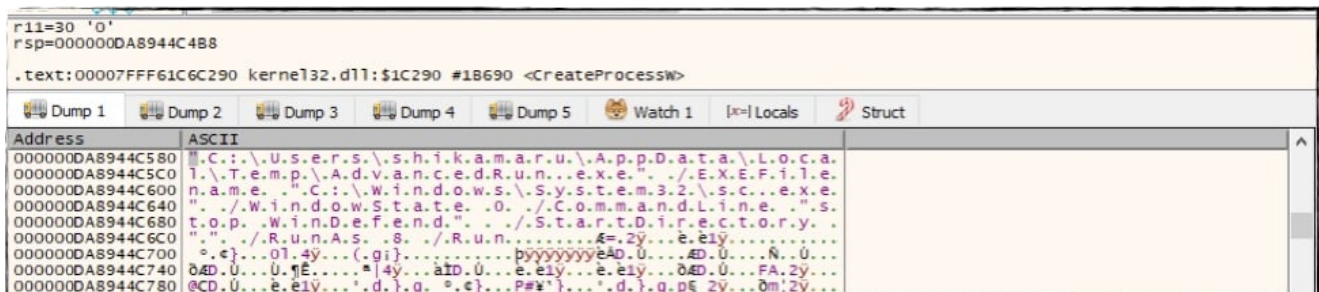 r11=30 '0'
rsp=000000DA8944C4B8
.text:00007FFF61C6C290 kernel32.dll:$1C290 #1B690 <CreateProcessW>
Dump 1 Dump 2 Dump 3 Dump 4 Dump 5 Watch 1 [x=] Locals Struct
Address ASCII
000000DA8944C580 ".C.:.\.U.s.e.r.s.\.s.h.i.k.a.m.a.r.u.\.A.p.p.D.a.t.a.\.L.o.c.a.
000000DA8944C5C0 l.\.T.e.m.p.\.A.d.v.a.n.c.e.d.R.u.n...e.x.e.". ./.E.X.E.F.i.l.e.
000000DA8944C600 n.a.m.e. .".C.:.\.W.i.n.d.o.w.s.\.S.y.s.t.e.m.3.2.\.s.c...e.x.e.
000000DA8944C640 ". ./.W.i.n.d.o.w.S.t.a.t.e. .0. ./.C.o.m.m.a.n.d.L.i.n.e. .".s.
000000DA8944C680 t.o.p. .W.i.n.D.e.f.e.n.d.". ./.S.t.a.r.t.D.i.r.e.c.t.o.r.y. .
000000DA8944C6C0 ".". ./.R.u.n.A.s. .8. ./.R.u.n.
000000DA8944C700
000000DA8944C740
000000DA8944C780